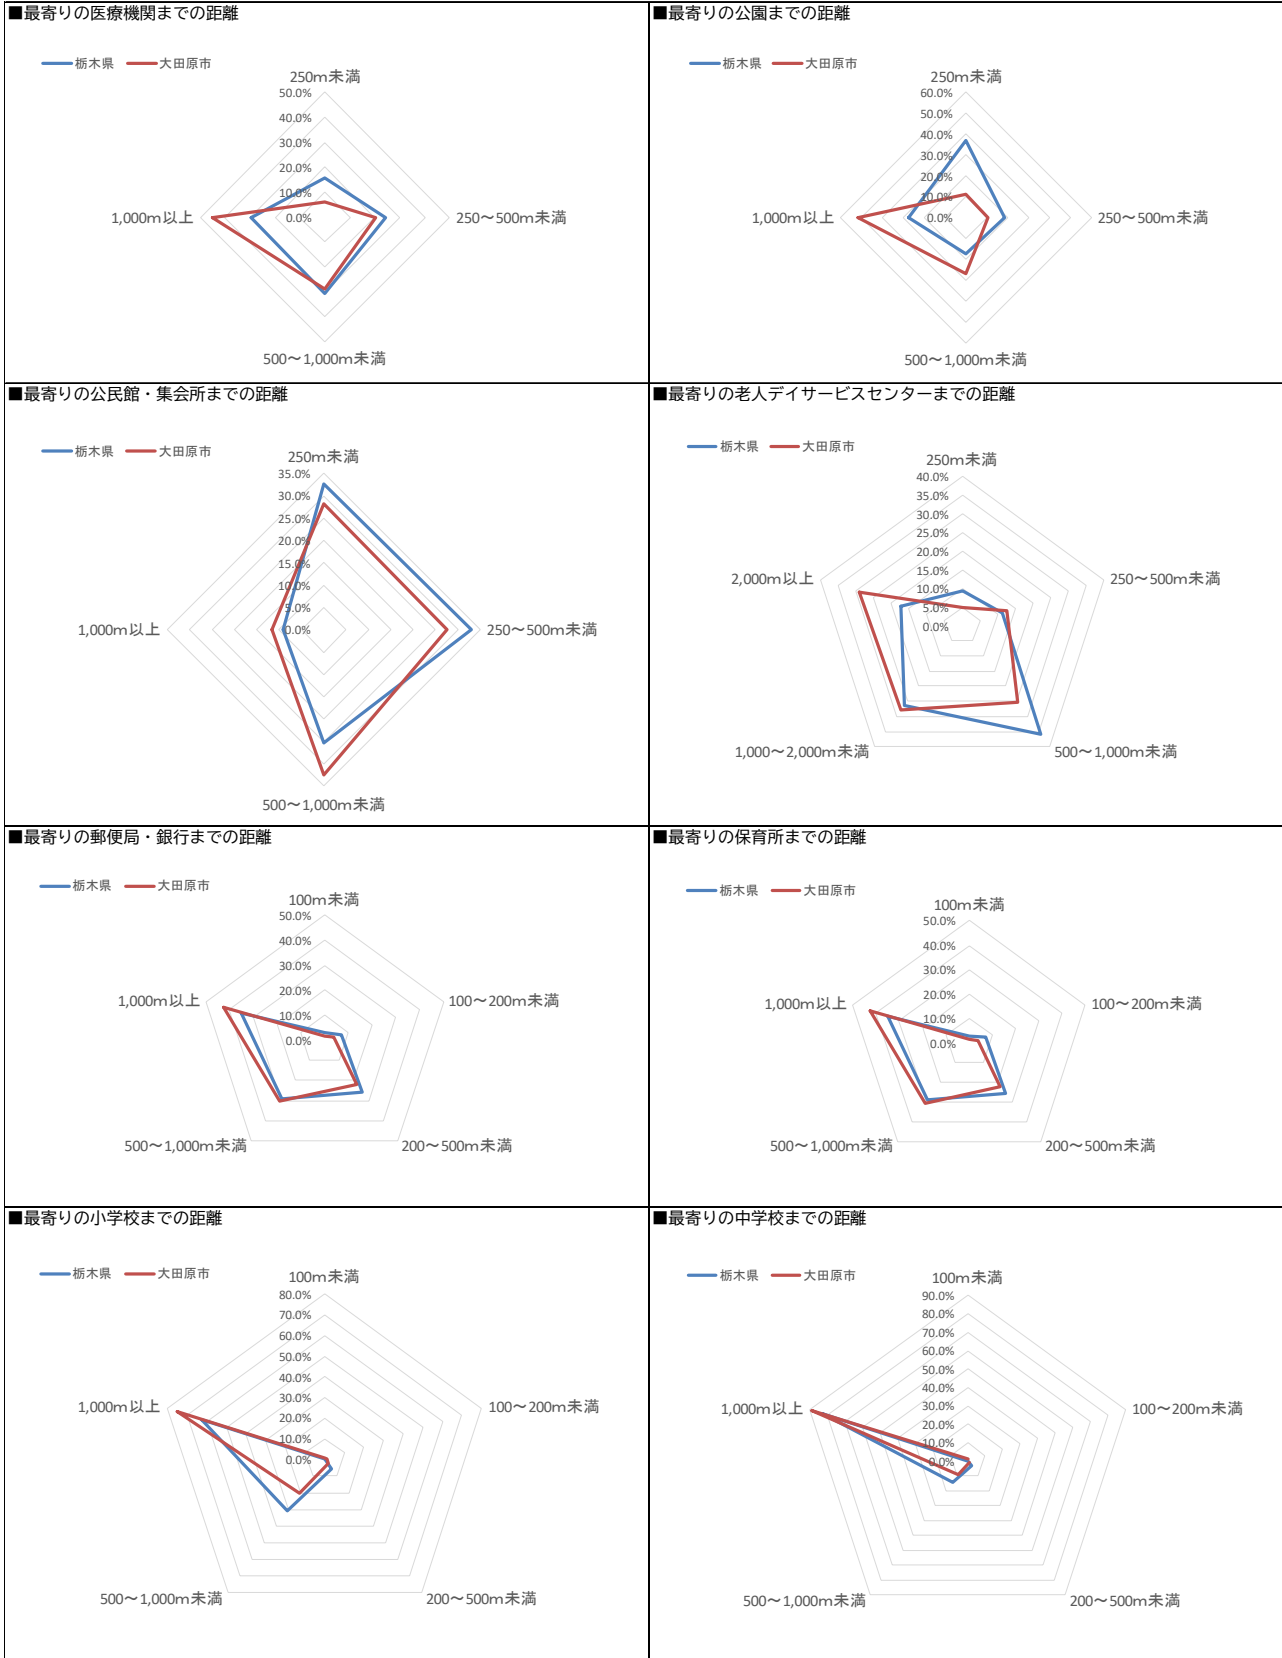 ■最寄りの医療機関までの距離
栃木県 大田原市
250m未満
50.0%
40.0%
30.0%
20.0%
10.0%
0.0%
1,000m以上
250～500m未満
500～1,000m未満
■最寄りの公園までの距離
栃木県 大田原市
250m未満
60.0%
50.0%
40.0%
30.0%
20.0%
10.0%
0.0%
1,000m以上
250～500m未満
500～1,000m未満
■最寄りの公民館・集会所までの距離
栃木県 大田原市
250m未満
35.0%
30.0%
25.0%
20.0%
15.0%
10.0%
5.0%
0.0%
1,000m以上
250～500m未満
500～1,000m未満
■最寄りの老人デイサービスセンターまでの距離
栃木県 大田原市
250m未満
40.0%
35.0%
30.0%
25.0%
20.0%
15.0%
10.0%
5.0%
0.0%
2,000m以上
250～500m未満
1,000～2,000m未満
500～1,000m未満
■最寄りの郵便局・銀行までの距離
栃木県 大田原市
100m未満
50.0%
40.0%
30.0%
20.0%
10.0%
0.0%
1,000m以上
100～200m未満
500～1,000m未満
200～500m未満
■最寄りの保育所までの距離
栃木県 大田原市
100m未満
50.0%
40.0%
30.0%
20.0%
10.0%
0.0%
1,000m以上
100～200m未満
500～1,000m未満
200～500m未満
■最寄りの小学校までの距離
栃木県 大田原市
100m未満
80.0%
70.0%
60.0%
50.0%
40.0%
30.0%
20.0%
10.0%
0.0%
1,000m以上
100～200m未満
500～1,000m未満
200～500m未満
■最寄りの中学校までの距離
栃木県 大田原市
100m未満
90.0%
80.0%
70.0%
60.0%
50.0%
40.0%
30.0%
20.0%
10.0%
0.0%
1,000m以上
100～200m未満
500～1,000m未満
200～500m未満